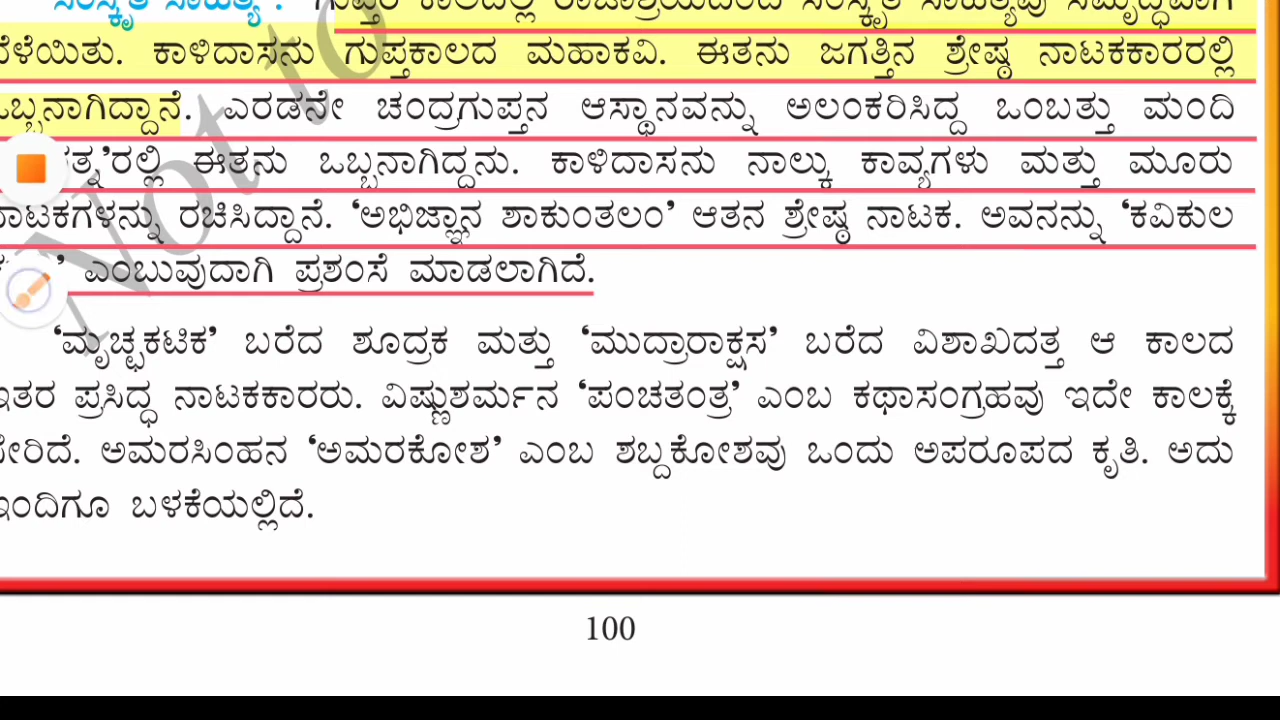 ಸಂಸ್ಕೃತ ಸಾಹಿತ್ಯ : ಗುಪ್ತರ ಕಾಲದಲ್ಲಿ ರಾಜಾಶ್ರಯದಿಂದ ಸಂಸ್ಕೃತ ಸಾಹಿತ್ಯವು ಸಮೃದ್ಧವಾಗಿ
ಬೆಳೆಯಿತು. ಕಾಳಿದಾಸನು ಗುಪ್ತಕಾಲದ ಮಹಾಕವಿ. ಈತನು ಜಗತ್ತಿನ ಶ್ರೇಷ್ಠ ನಾಟಕಕಾರರಲ್ಲಿ
ಒಬ್ಬನಾಗಿದ್ದಾನೆ. ಎರಡನೇ ಚಂದ್ರಗುಪ್ತನ ಆಸ್ಥಾನವನ್ನು ಅಲಂಕರಿಸಿದ್ದ ಒಂಬತ್ತು ಮಂದಿ
ತ್ನ’ರಲ್ಲಿ ಈತನು ಒಬ್ಬನಾಗಿದ್ದನು. ಕಾಳಿದಾಸನು ನಾಲ್ಕು ಕಾವ್ಯಗಳು ಮತ್ತು ಮೂರು
ನಾಟಕಗಳನ್ನು ರಚಿಸಿದ್ದಾನೆ. ‘ಅಭಿಜ್ಞಾನ ಶಾಕುಂತಲಂ’ ಆತನ ಶ್ರೇಷ್ಠ ನಾಟಕ. ಅವನನ್ನು ‘ಕವಿಕುಲ
’ ಎಂಬುವುದಾಗಿ ಪ್ರಶಂಸೆ ಮಾಡಲಾಗಿದೆ.
‘ಮೃಚ್ಛಕಟಿಕ’ ಬರೆದ ಶೂದ್ರಕ ಮತ್ತು ‘ಮುದ್ರಾರಾಕ್ಷಸ’ ಬರೆದ ವಿಶಾಖದತ್ತ ಆ ಕಾಲದ
ಇತರ ಪ್ರಸಿದ್ಧ ನಾಟಕಕಾರರು. ವಿಷ್ಣುಶರ್ಮನ ‘ಪಂಚತಂತ್ರ’ ಎಂಬ ಕಥಾಸಂಗ್ರಹವು ಇದೇ ಕಾಲಕ್ಕೆ
ಸೇರಿದೆ. ಅಮರಸಿಂಹನ ‘ಅಮರಕೋಶ’ ಎಂಬ ಶಬ್ದಕೋಶವು ಒಂದು ಅಪರೂಪದ ಕೃತಿ. ಅದು
ಇಂದಿಗೂ ಬಳಕೆಯಲ್ಲಿದೆ.
100
Not to